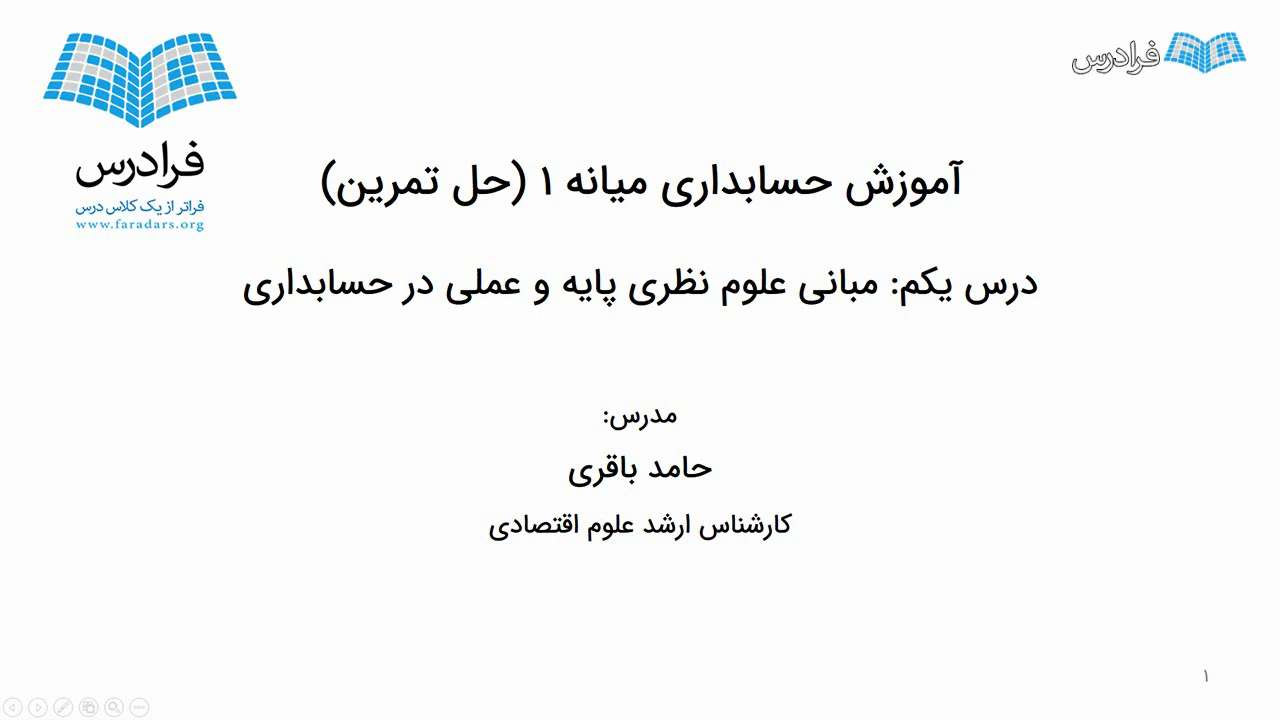 فرادرس
فرادرس
فراتر از یک کلاس درس
www.faradars.org
آموزش حسابداری میانه ۱ (حل تمرین)
درس یکم: مبانی علوم نظری پایه و عملی در حسابداری
مدرس:
حامد باقری
کارشناس ارشد علوم اقتصادی
۱